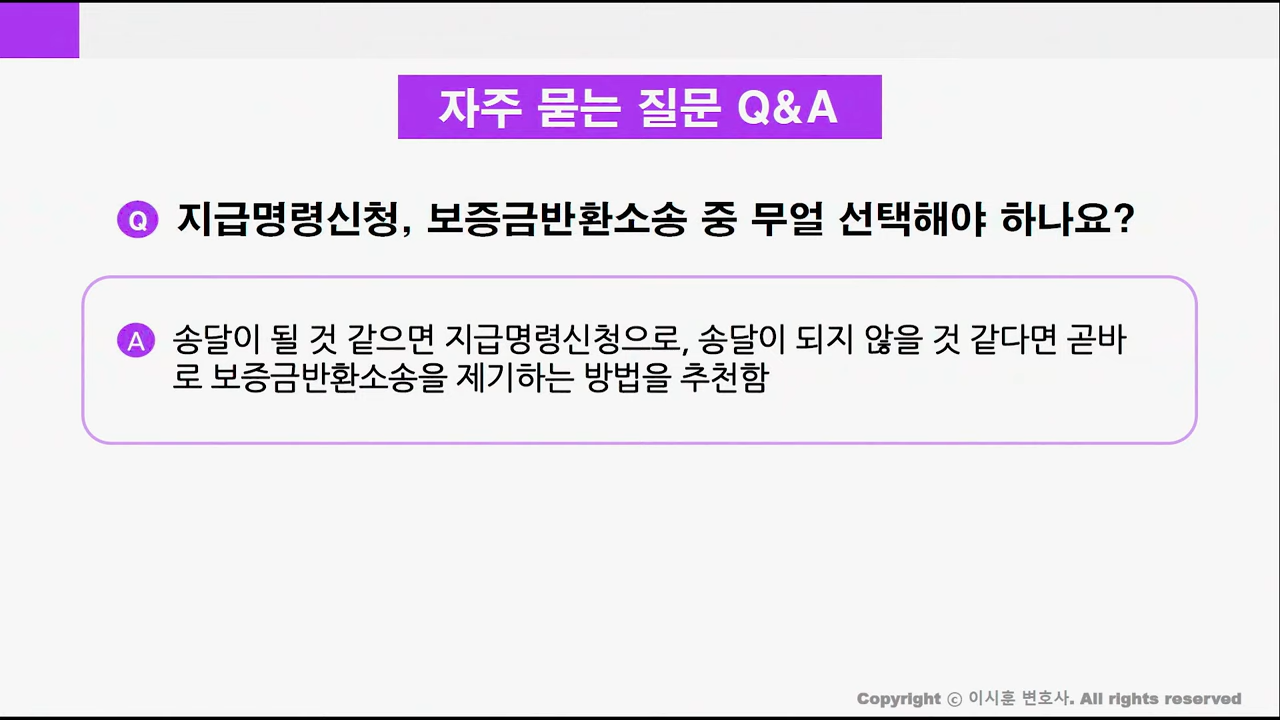 자주 묻는 질문 Q&A
Q 지급명령신청, 보증금반환소송 중 무얼 선택해야 하나요?
A 송달이 될 것 같으면 지급명령신청으로, 송달이 되지 않을 것 같다면 곧바
로 보증금반환소송을 제기하는 방법을 추천함
Copyright ⓒ 이시훈 변호사. All rights reserved